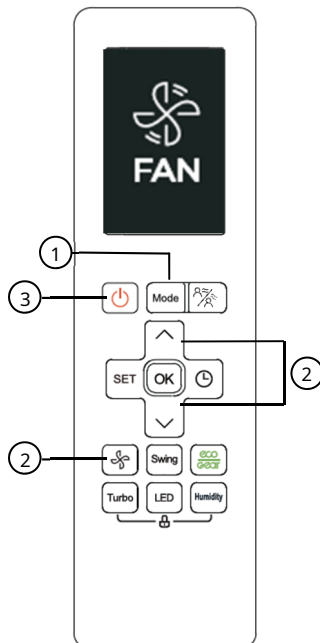 FAN
1
3
Mode
SET
OK
2
2
Swing
eco
GEAR
Turbo
LED
Humidity